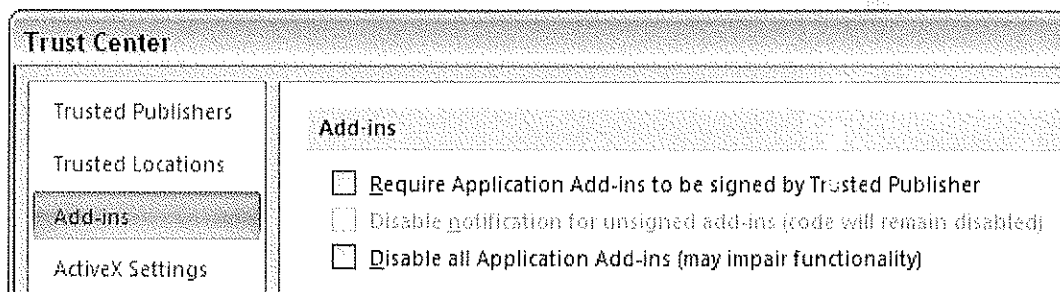 Trust Center
Trusted Publishers
Trusted Locations
Add-ins
ActiveX Settings
Add-ins
Require Application Add-ins to be signed by Trusted Publisher
Disable notification for unsigned add-ins (code will remain disabled)
Disable all Application Add-ins (may impair functionality)